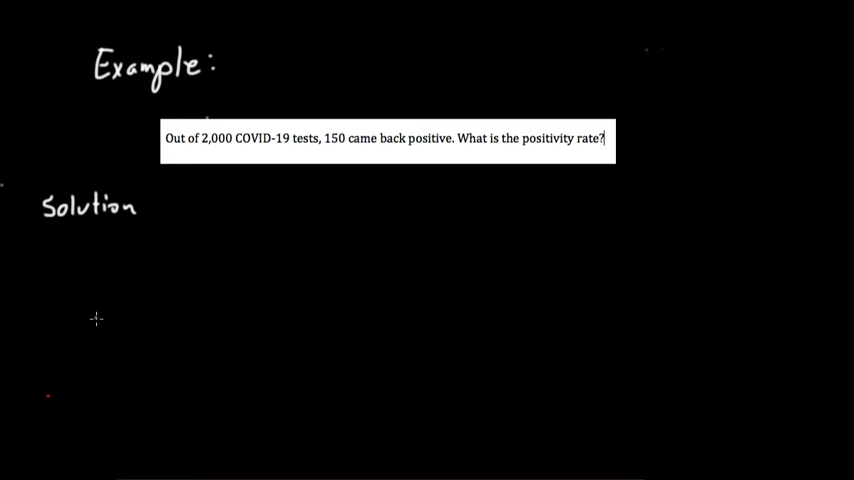 Example:
Out of 2,000 COVID-19 tests, 150 came back positive. What is the positivity rate?
Solution